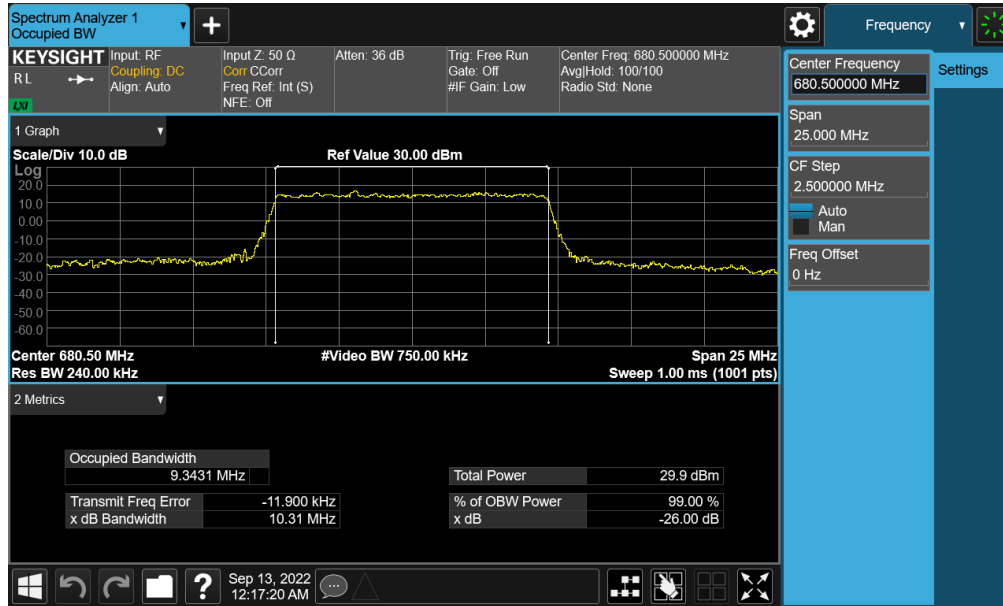 Spectrum Analyzer 1
Occupied BW
Frequency
KEYSIGHT
R L
LXI
Input: RF
Coupling: DC
Align: Auto
Input Z: 50 Ω
Corr CCorr
Freq Ref: Int (S)
NFE: Off
Atten: 36 dB
Trig: Free Run
Gate: Off
#IF Gain: Low
Center Freq: 680.500000 MHz
Avg|Hold: 100/100
Radio Std: None
Center Frequency
680.500000 MHz
Settings
Span
25.000 MHz
CF Step
2.500000 MHz
Auto
Man
Freq Offset
0 Hz
1 Graph
Scale/Div 10.0 dB
Ref Value 30.00 dBm
Log
20.0
10.0
0.00
-10.0
-20.0
-30.0
-40.0
-50.0
-60.0
Center 680.50 MHz
#Video BW 750.00 kHz
Span 25 MHz
Res BW 240.00 kHz
Sweep 1.00 ms (1001 pts)
2 Metrics
Occupied Bandwidth
9.3431 MHz
Total Power 29.9 dBm
Transmit Freq Error -11.900 kHz
% of OBW Power 99.00 %
x dB Bandwidth 10.31 MHz
x dB -26.00 dB
?
Sep 13, 2022
12:17:20 AM